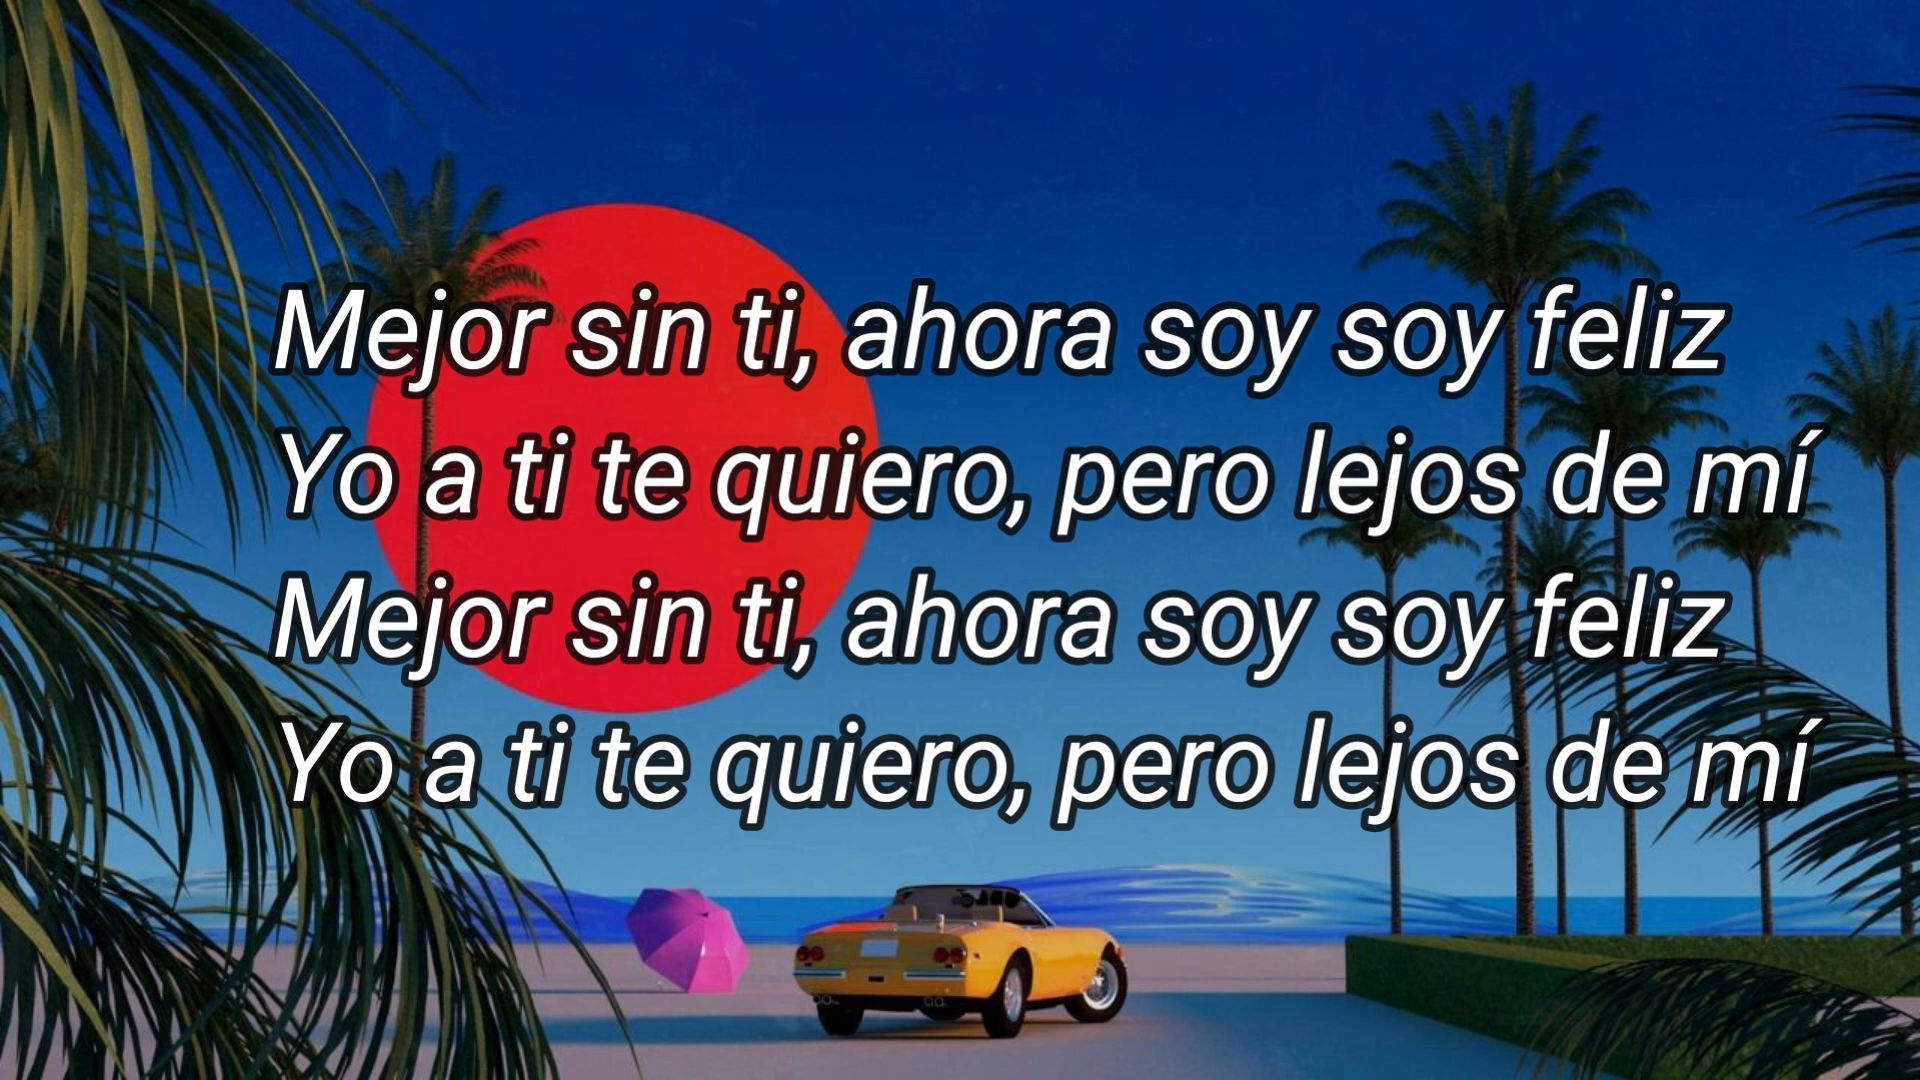 Mejor sin ti, ahora soy soy feliz
Yo a ti te quiero, pero lejos de mí
Mejor sin ti, ahora soy soy feliz
Yo a ti te quiero, pero lejos de mí